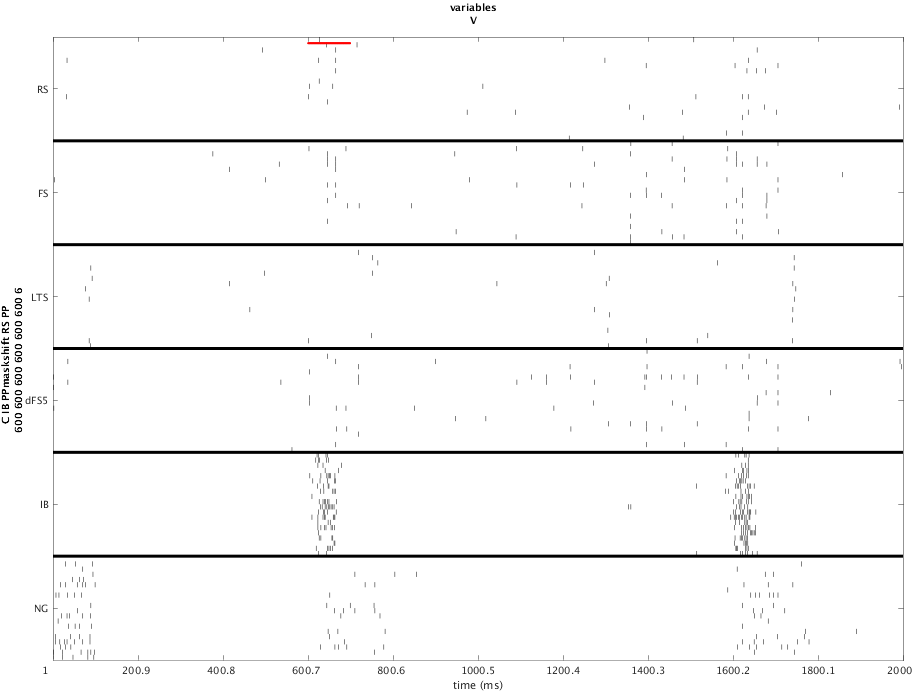 variables
V
RS
FS
LTS
dFS5
IB
NG
C IB PPmaskshift RS PP
600 600 600 600 600 600 6
1
200.9
400.8
600.7
800.6
1000.5
1200.4
1400.3
1600.2
1800.1
2000
time (ms)